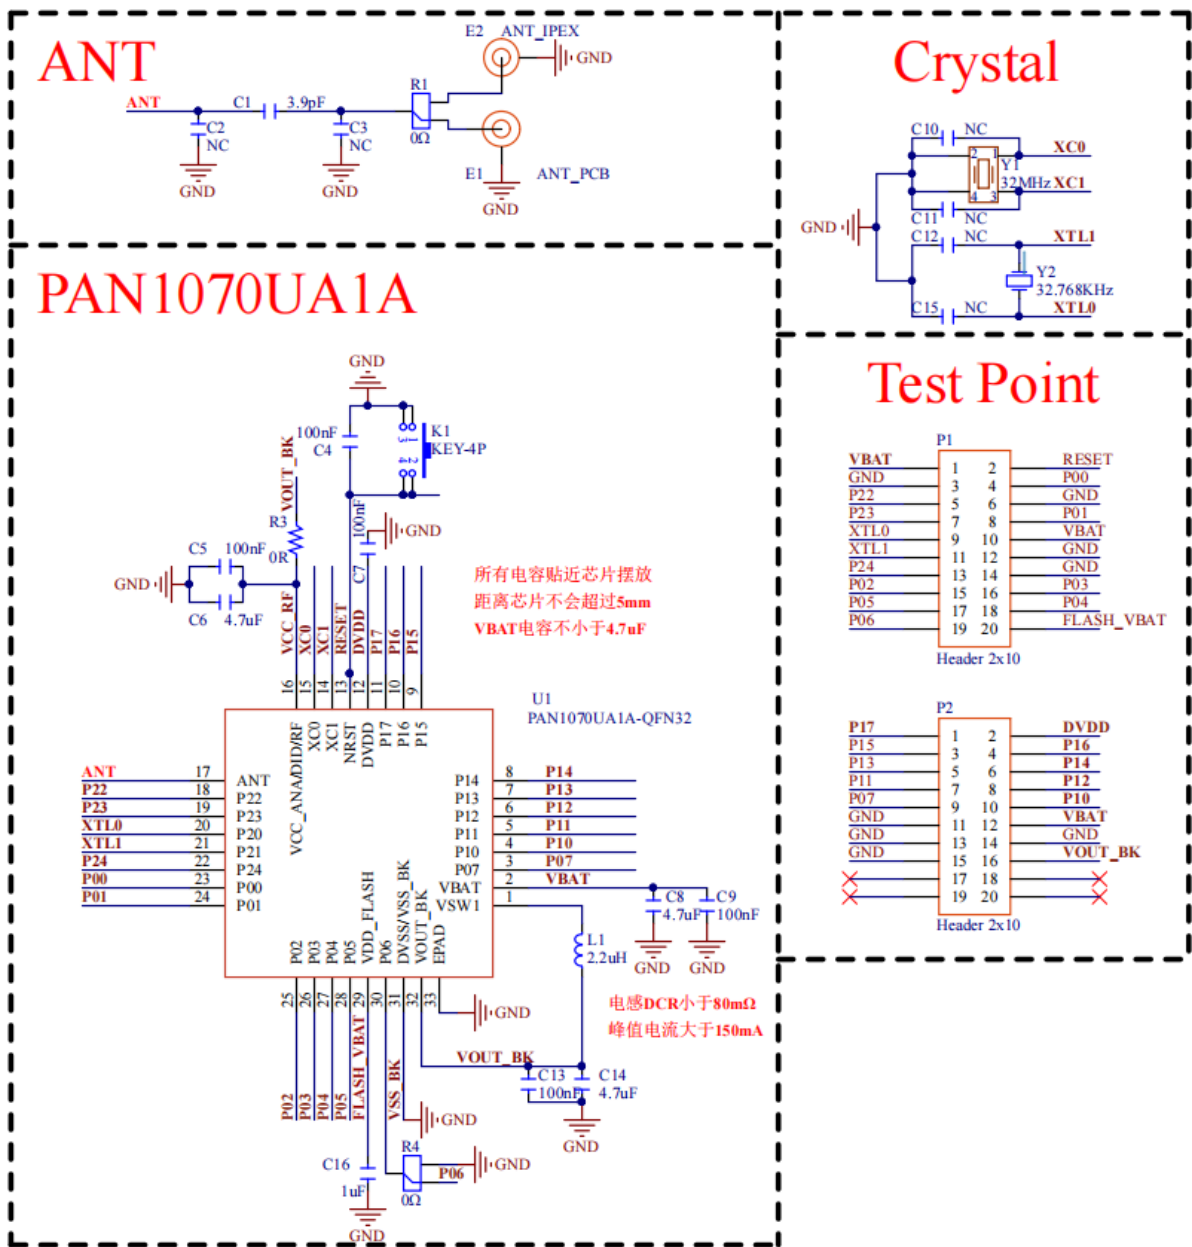 ANT
E2 ANT_IPEX
GND
R1
ANT
C1 3.9pF
C2
NC
C3
NC
0Ω
GND
GND
E1 ANT_PCB
GND
Crystal
C10 NC
2 1
XC0
Y1
32MHz
XC1
4 3
C11 NC
GND
C12 NC
XTL1
Y2
32.768KHz
C15 NC
XTL0
PAN1070UA1A
GND
100nF
C4
K1
KEY-4P
1 3
2 4
VOUT_BK
R3
0R
100nF
C7
GND
C5 100nF
GND
C6 4.7uF
所有电容贴近芯片摆放
距离芯片不会超过5mm
VBAT电容不小于4.7uF
VCC_RF
XC0
XC1
RESET
DVDD
P17
P16
P15
16
15
14
13
12
11
10
9
U1
PAN1070UA1A-QFN32
VCC_ANA/DID/RF
XC0
XC1
NRST
DVDD
P17
P16
P15
ANT 17 ANT
P22 18 P22
P23 19 P23
XTL0 20 P20
XTL1 21 P21
P24 22 P24
P00 23 P00
P01 24 P01
P14 8 P14
P13 7 P13
P12 6 P12
P11 5 P11
P10 4 P10
P07 3 P07
VBAT 2 VBAT
VSW1 1
C8
4.7uF
C9
100nF
GND
GND
P02
P03
P04
P05
VDD_FLASH
P06
DVSS/VSS_BK
VOUT_BK
EPAD
25
26
27
28
29
30
31
32
33
L1
2.2uH
GND
电感DCR小于80mΩ
峰值电流大于150mA
P02
P03
P04
P05
FLASH_VBAT
VSS_BK
VOUT_BK
C13
100nF
C14
4.7uF
GND
GND
C16
1uF
GND
R4
0Ω
GND
P06
Test Point
P1
VBAT 1 2 RESET
GND 3 4 P00
P22 5 6 GND
P23 7 8 P01
XTL0 9 10 VBAT
XTL1 11 12 GND
P24 13 14 GND
P02 15 16 P03
P05 17 18 P04
P06 19 20 FLASH_VBAT
Header 2x10
P2
P17 1 2 DVDD
P15 3 4 P16
P13 5 6 P14
P11 7 8 P12
P07 9 10 P10
GND 11 12 VBAT
GND 13 14 GND
GND 15 16 VOUT_BK
17 18
19 20
Header 2x10